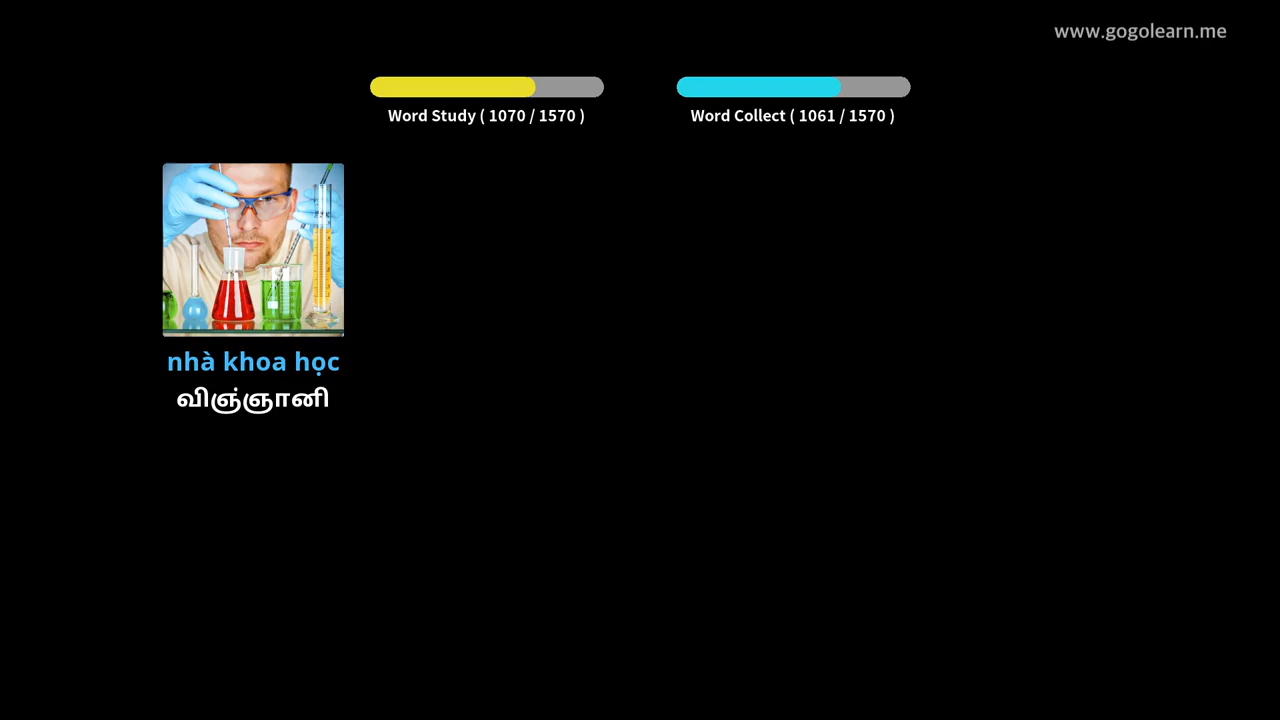 www.gogolearn.me
Word Study ( 1070 / 1570 )
Word Collect ( 1061 / 1570 )
nhà khoa học
விஞ்ஞானி